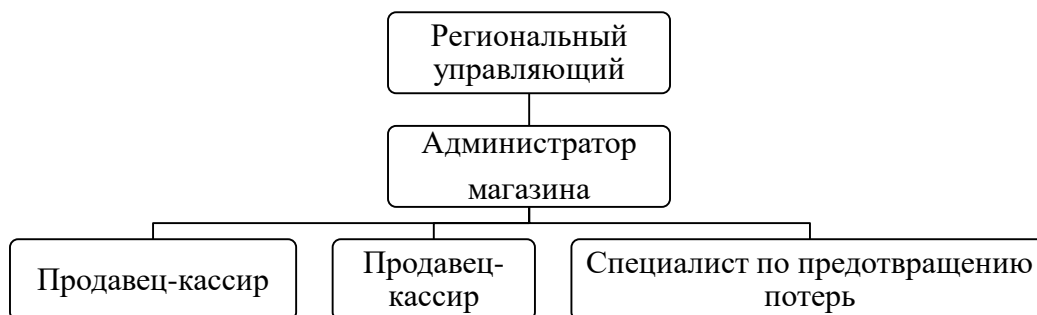 Региональный
управляющий
Администратор
магазина
Продавец-кассир
Продавец-
кассир
Специалист по предотвращению
потерь